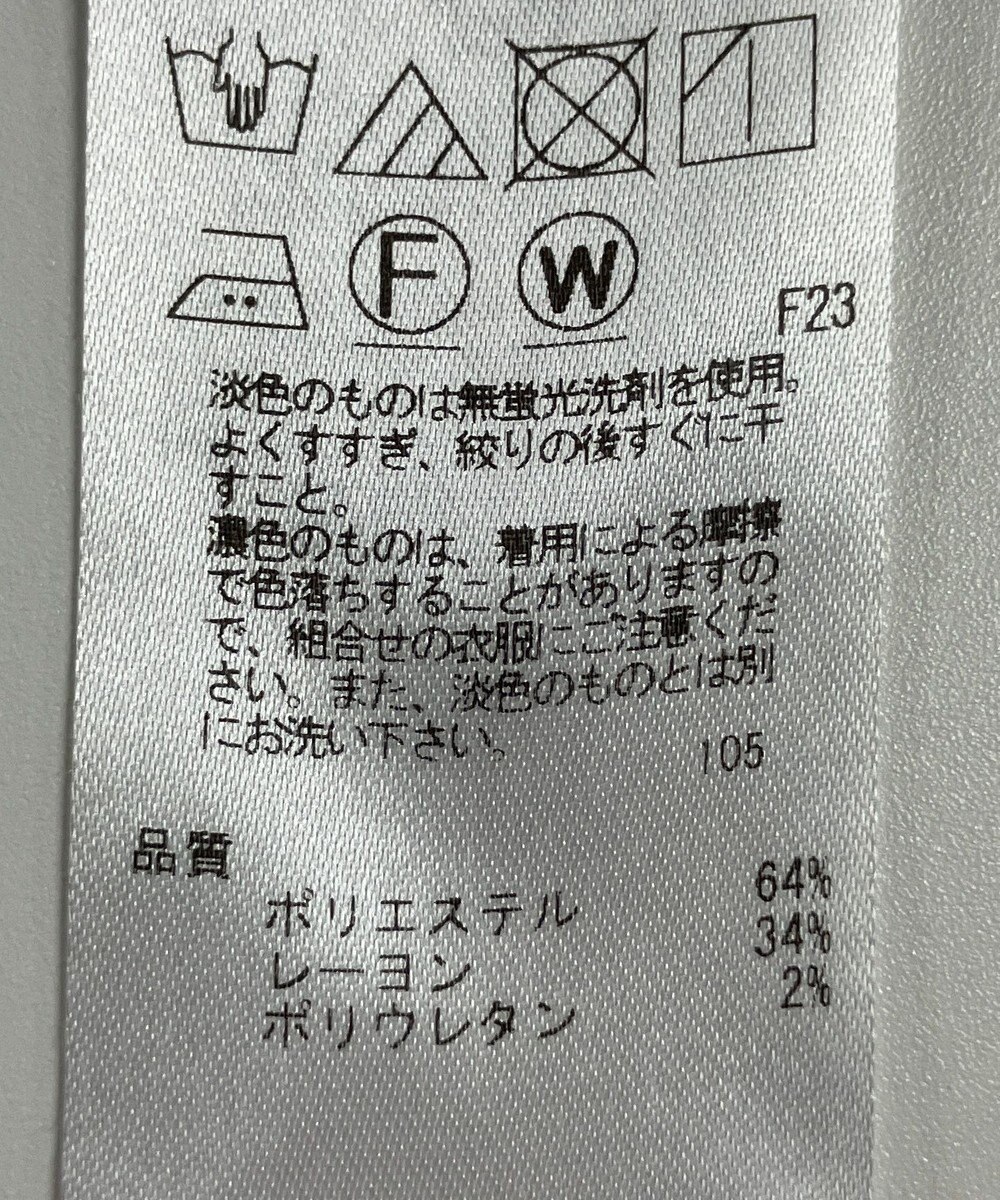 F W
F23
淡色のものは無蛍光洗剤を使用。
よくすすぎ、絞りの後すぐに干
すこと。
濃色のものは、着用による摩擦
で色落ちすることがありますの
で、組合せの衣服にご注意くだ
さい。また、淡色のものとは別
にお洗い下さい。
105
品質
ポリエステル 64%
レーヨン 34%
ポリウレタン 2%